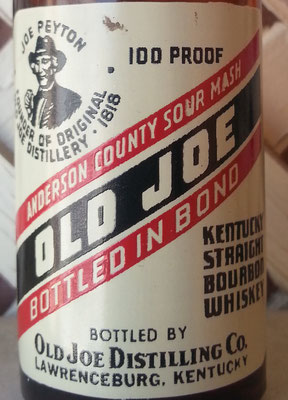 JOE PEYTON
OF ORIGINAL
DISTILLERY · 1818
100 PROOF
ANDERSON COUNTY SOUR MASH
OLD JOE
BOTTLED IN BOND
KENTUCKY
STRAIGHT
BOURBON
WHISKEY
BOTTLED BY
OLD JOE DISTILLING CO.
LAWRENCEBURG, KENTUCKY